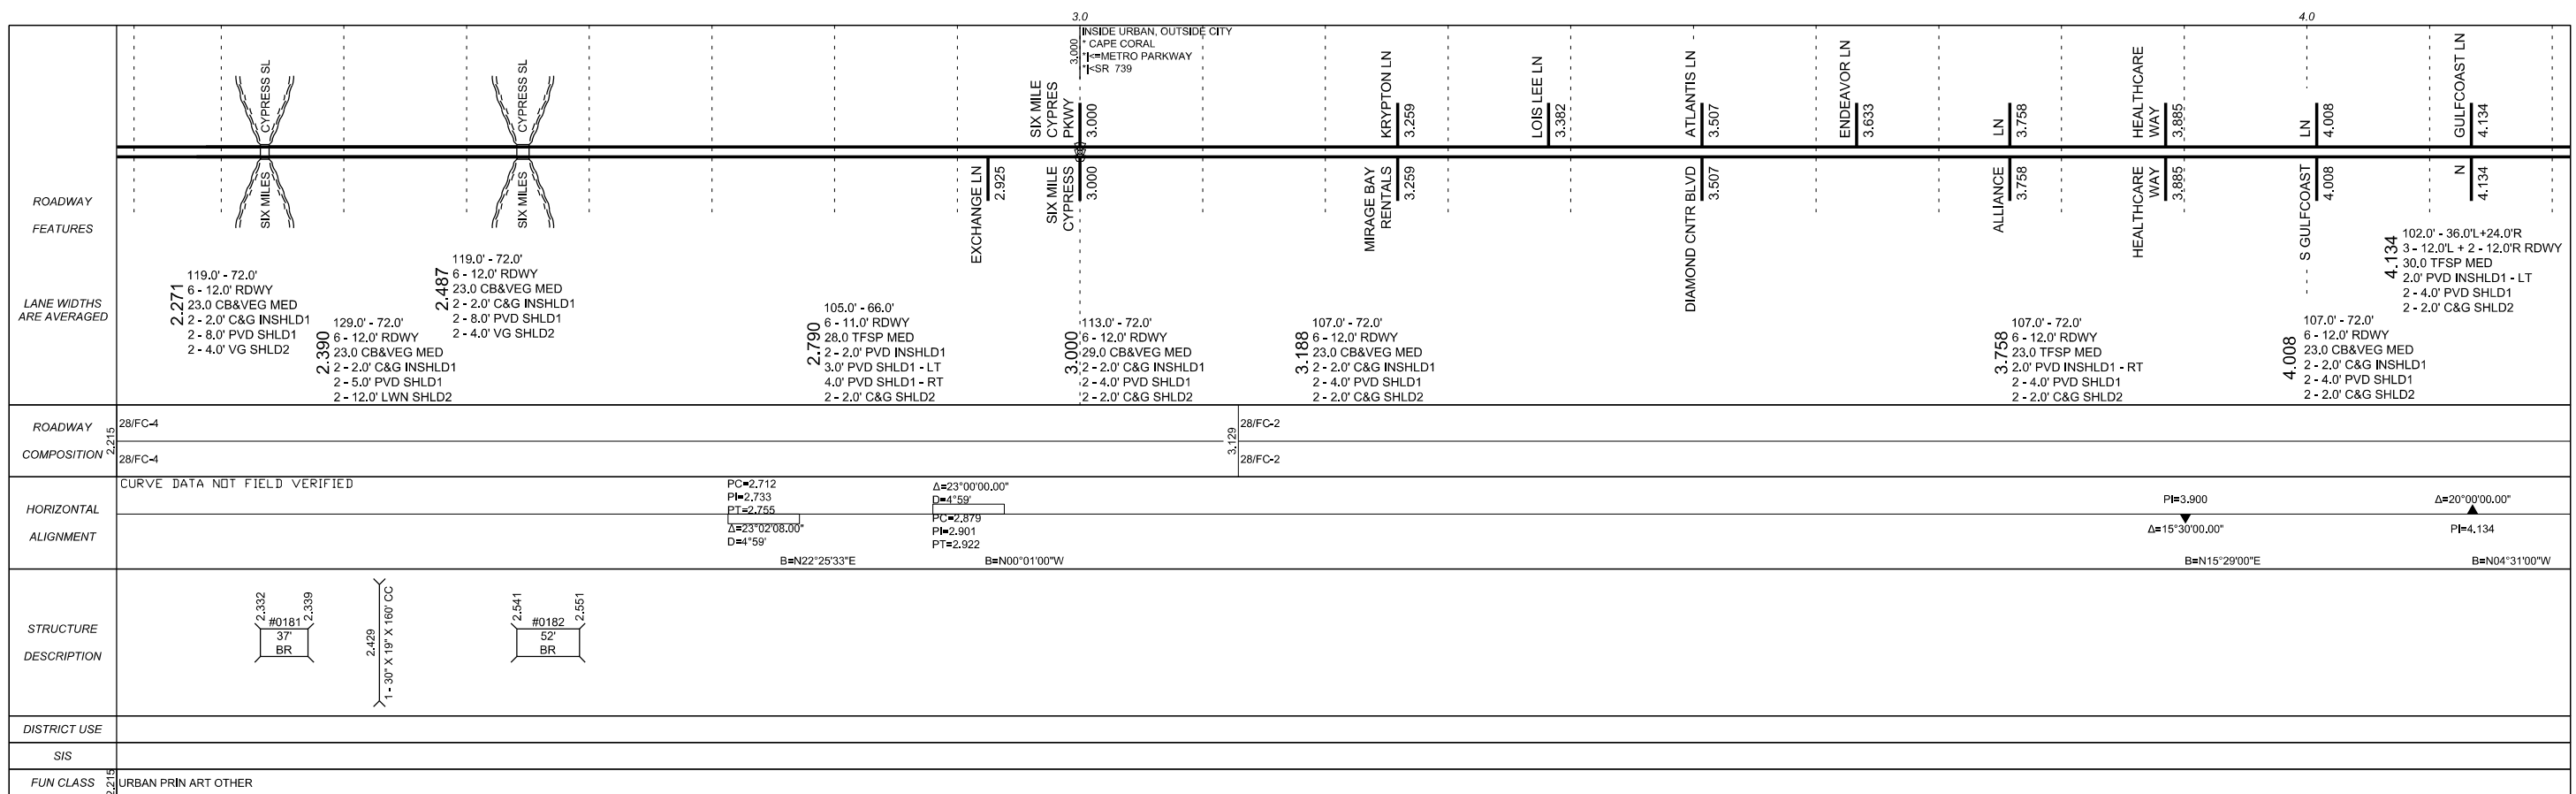 3.0
4.0
3.000
INSIDE URBAN, OUTSIDE CITY
* CAPE CORAL
*|<=METRO PARKWAY
*|<SR 739
ROADWAY
FEATURES
LANE WIDTHS
ARE AVERAGED
CYPRESS SL
SIX MILES
CYPRESS SL
SIX MILES
EXCHANGE LN
2.925
SIX MILE
CYPRES
PKWY
3.000
SIX MILE
CYPRESS
3.000
KRYPTON LN
3.259
MIRAGE BAY
RENTALS
3.259
LOIS LEE LN
3.382
ATLANTIS LN
3.507
DIAMOND CNTR BLVD
3.507
ENDEAVOR LN
3.633
LN
3.758
ALLIANCE
3.758
HEALTHCARE
WAY
3.885
HEALTHCARE
WAY
3.885
LN
4.008
S GULFCOAST
4.008
GULFCOAST LN
4.134
N
4.134
2.271
119.0' - 72.0'
6 - 12.0' RDWY
23.0 CB&VEG MED
2 - 2.0' C&G INSHLD1
2 - 8.0' PVD SHLD1
2 - 4.0' VG SHLD2
2.390
129.0' - 72.0'
6 - 12.0' RDWY
23.0 CB&VEG MED
2 - 2.0' C&G INSHLD1
2 - 5.0' PVD SHLD1
2 - 12.0' LWN SHLD2
2.487
119.0' - 72.0'
6 - 12.0' RDWY
23.0 CB&VEG MED
2 - 2.0' C&G INSHLD1
2 - 8.0' PVD SHLD1
2 - 4.0' VG SHLD2
2.790
105.0' - 66.0'
6 - 11.0' RDWY
28.0 TFSP MED
2 - 2.0' PVD INSHLD1
3.0' PVD SHLD1 - LT
4.0' PVD SHLD1 - RT
2 - 2.0' C&G SHLD2
3.000
113.0' - 72.0'
6 - 12.0' RDWY
29.0 CB&VEG MED
2 - 2.0' C&G INSHLD1
2 - 4.0' PVD SHLD1
2 - 2.0' C&G SHLD2
3.188
107.0' - 72.0'
6 - 12.0' RDWY
23.0 CB&VEG MED
2 - 2.0' C&G INSHLD1
2 - 4.0' PVD SHLD1
2 - 2.0' C&G SHLD2
3.758
107.0' - 72.0'
6 - 12.0' RDWY
23.0 TFSP MED
2.0' PVD INSHLD1 - RT
2 - 4.0' PVD SHLD1
2 - 2.0' C&G SHLD2
4.008
107.0' - 72.0'
6 - 12.0' RDWY
23.0 CB&VEG MED
2 - 2.0' C&G INSHLD1
2 - 4.0' PVD SHLD1
2 - 2.0' C&G SHLD2
4.134
102.0' - 36.0'L+24.0'R
3 - 12.0'L + 2 - 12.0'R RDWY
30.0 TFSP MED
2.0' PVD INSHLD1 - LT
2 - 4.0' PVD SHLD1
2 - 2.0' C&G SHLD2
ROADWAY
COMPOSITION
2.215
28/FC-4
28/FC-4
3.129
28/FC-2
28/FC-2
HORIZONTAL
ALIGNMENT
CURVE DATA NOT FIELD VERIFIED
PC=2.712
PI=2.733
PT=2.755
Δ=23°02'08.00"
D=4°59'
B=N22°25'33"E
Δ=23°00'00.00"
D=4°59'
PC=2.879
PI=2.901
PT=2.922
B=N00°01'00"W
PI=3.900
Δ=15°30'00.00"
B=N15°29'00"E
Δ=20°00'00.00"
PI=4.134
B=N04°31'00"W
STRUCTURE
DESCRIPTION
2.332
2.339
#0181
37'
BR
2.429
1 - 30" X 19" X 160' CC
2.541
2.551
#0182
52'
BR
DISTRICT USE
SIS
FUN CLASS
2.215
URBAN PRIN ART OTHER